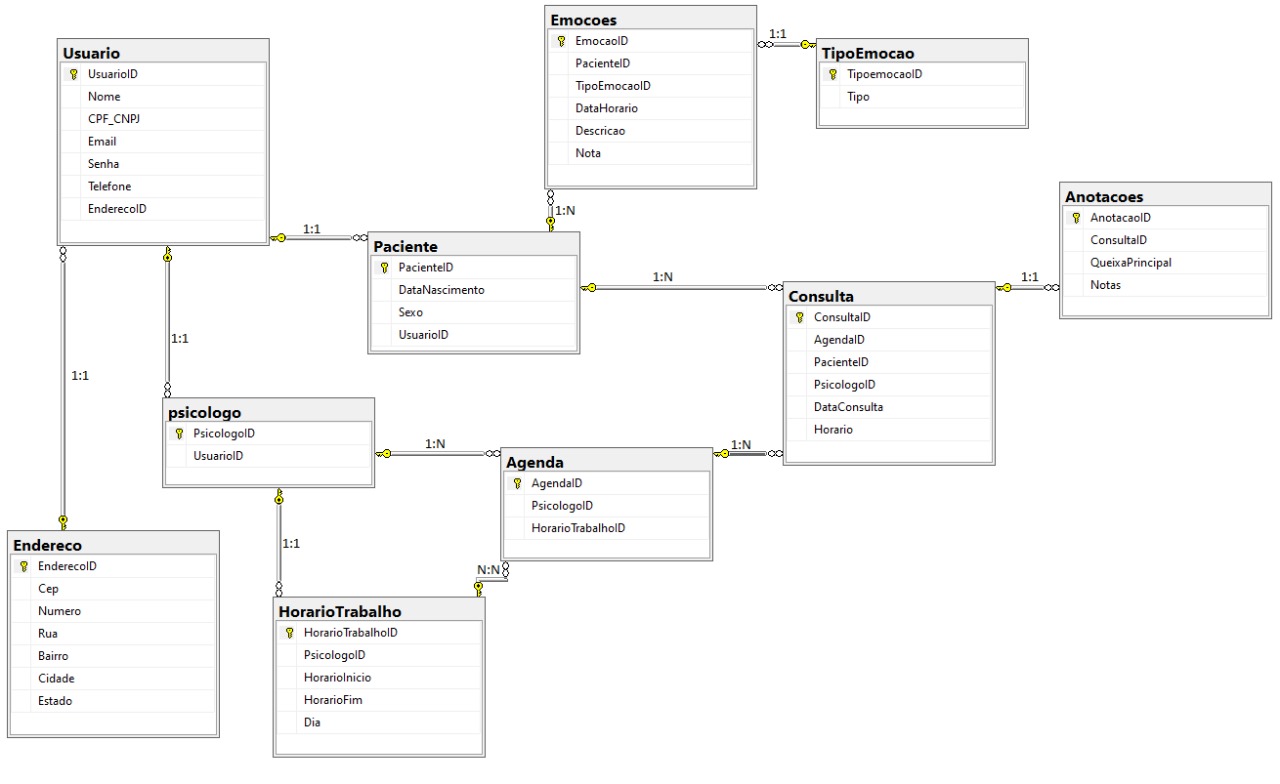 Emocoes
EmocaoID
PacienteID
TipoEmocaoID
DataHorario
Descricao
Nota
1:1
TipoEmocao
TipoemocaoID
Tipo
Usuario
UsuarioID
Nome
CPF_CNPJ
Email
Senha
Telefone
EnderecoID
1:N
1:1
Paciente
PacienteID
DataNascimento
Sexo
UsuarioID
1:N
Anotacoes
AnotacaoID
ConsultaID
QueixaPrincipal
Notas
1:1
Consulta
ConsultaID
AgendaID
PacienteID
PsicologoID
DataConsulta
Horario
1:1
1:1
psicologo
PsicologoID
UsuarioID
1:N
1:N
Agenda
AgendaID
PsicologoID
HorarioTrabalhoID
1:1
N:N
Endereco
EnderecoID
Cep
Numero
Rua
Bairro
Cidade
Estado
HorarioTrabalho
HorarioTrabalhoID
PsicologoID
HorarioInicio
HorarioFim
Dia